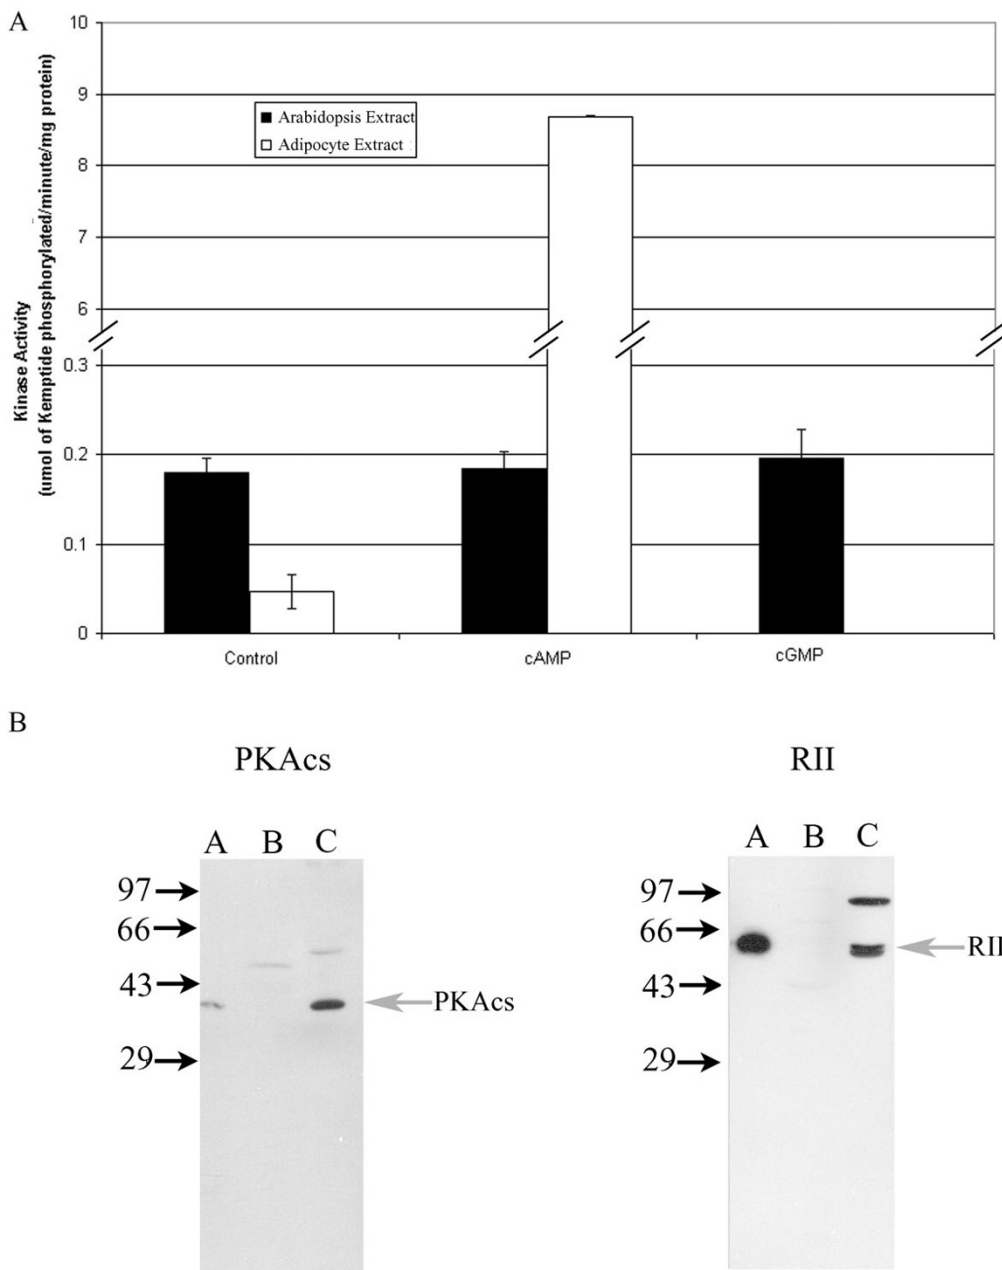 A
10
9
8
7
6
0.3
0.2
0.1
0
Kinase Activity
(umol of Kemptide phosphorylated/minute/mg protein)
Arabidopsis Extract
Adipocyte Extract
Control cAMP cGMP
B
PKAcs RII
A B C
97
66
43
29
PKAcs
A B C
97
66
43
29
RII